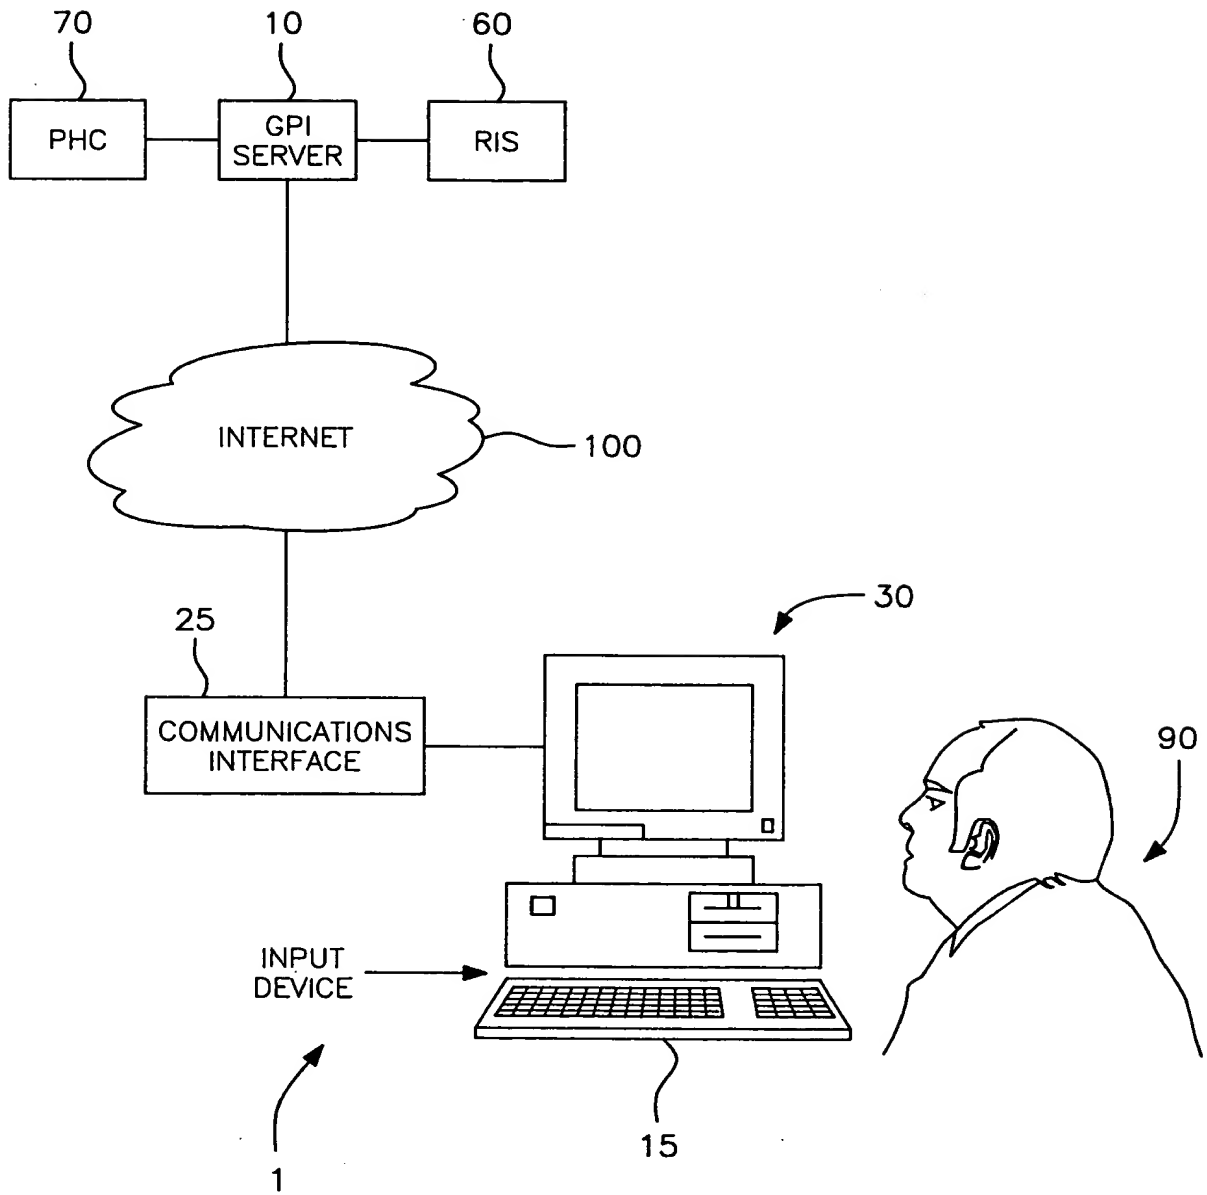 70
10
60
PHC
GPI
SERVER
RIS
INTERNET
100
30
25
COMMUNICATIONS
INTERFACE
90
INPUT
DEVICE
15
1